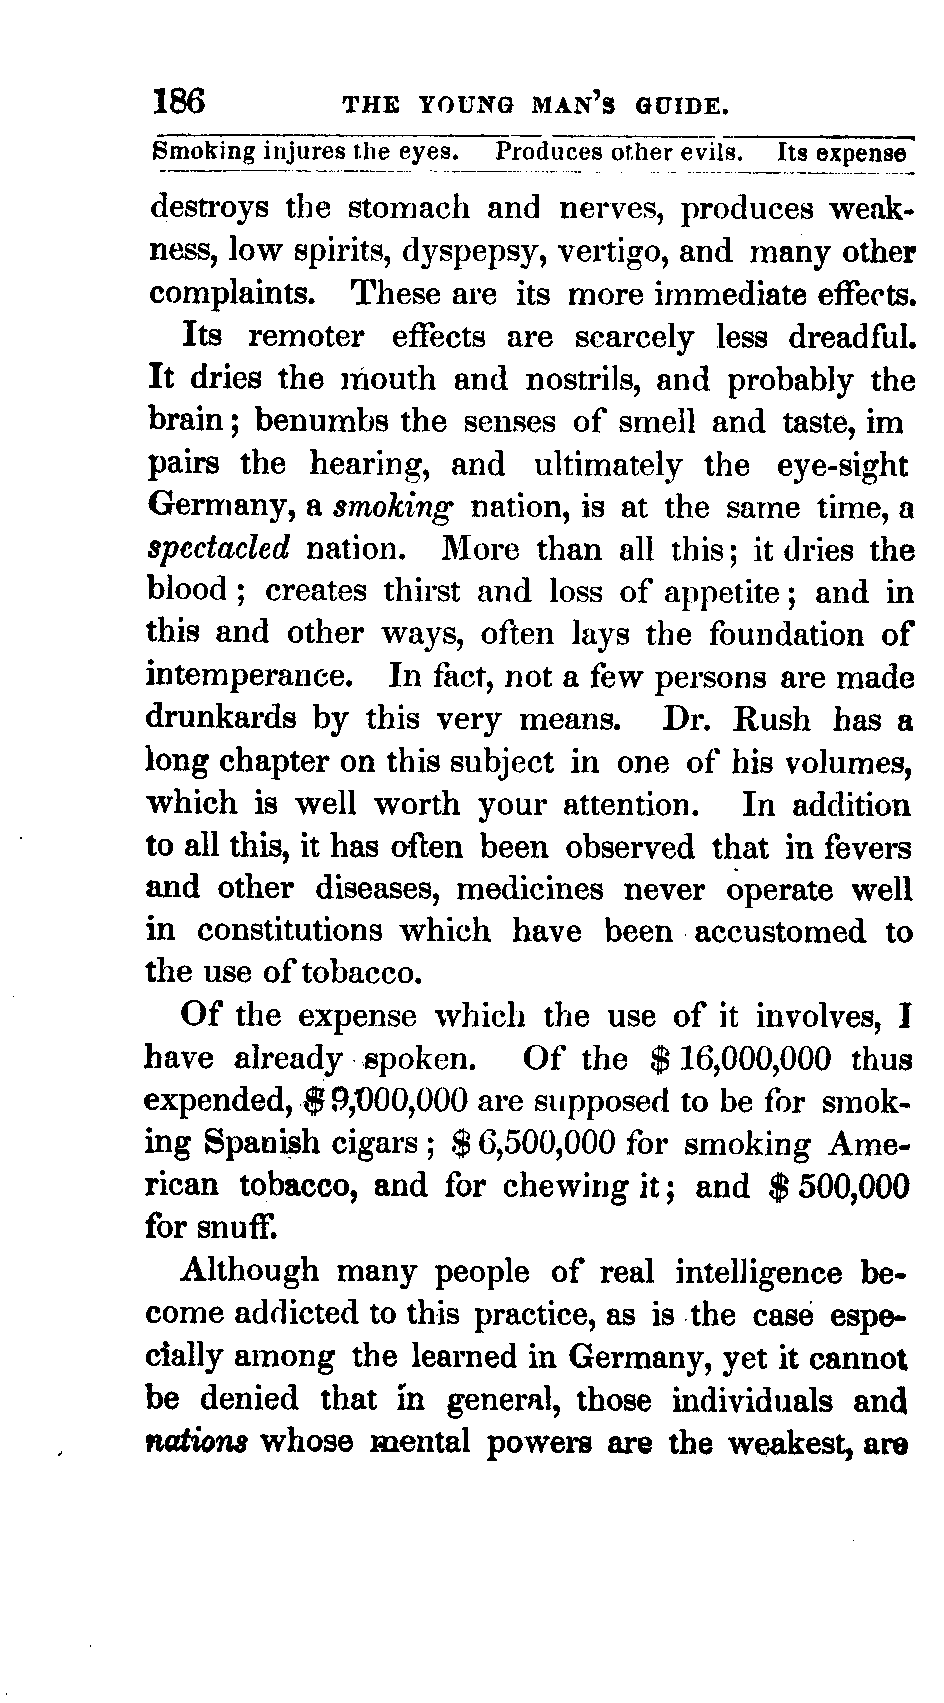 186 THE YOUNG MAN'S GUIDE.
Smoking injures the eyes. Produces other evils. Its expense
destroys the stomach and nerves, produces weak-
ness, low spirits, dyspepsy, vertigo, and many other
complaints. These are its more immediate effects.
Its remoter effects are scarcely less dreadful.
It dries the mouth and nostrils, and probably the
brain; benumbs the senses of smell and taste, im
pairs the hearing, and ultimately the eye-sight
Germany, a smoking nation, is at the same time, a
spectacled nation. More than all this; it dries the
blood; creates thirst and loss of appetite; and in
this and other ways, often lays the foundation of
intemperance. In fact, not a few persons are made
drunkards by this very means. Dr. Rush has a
long chapter on this subject in one of his volumes,
which is well worth your attention. In addition
to all this, it has often been observed that in fevers
and other diseases, medicines never operate well
in constitutions which have been accustomed to
the use of tobacco.
Of the expense which the use of it involves, I
have already spoken. Of the $16,000,000 thus
expended, $9,000,000 are supposed to be for smok-
ing Spanish cigars; $6,500,000 for smoking Ame-
rican tobacco, and for chewing it; and $500,000
for snuff.
Although many people of real intelligence be-
come addicted to this practice, as is the case espe-
cially among the learned in Germany, yet it cannot
be denied that in general, those individuals and
nations whose mental powers are the weakest, are